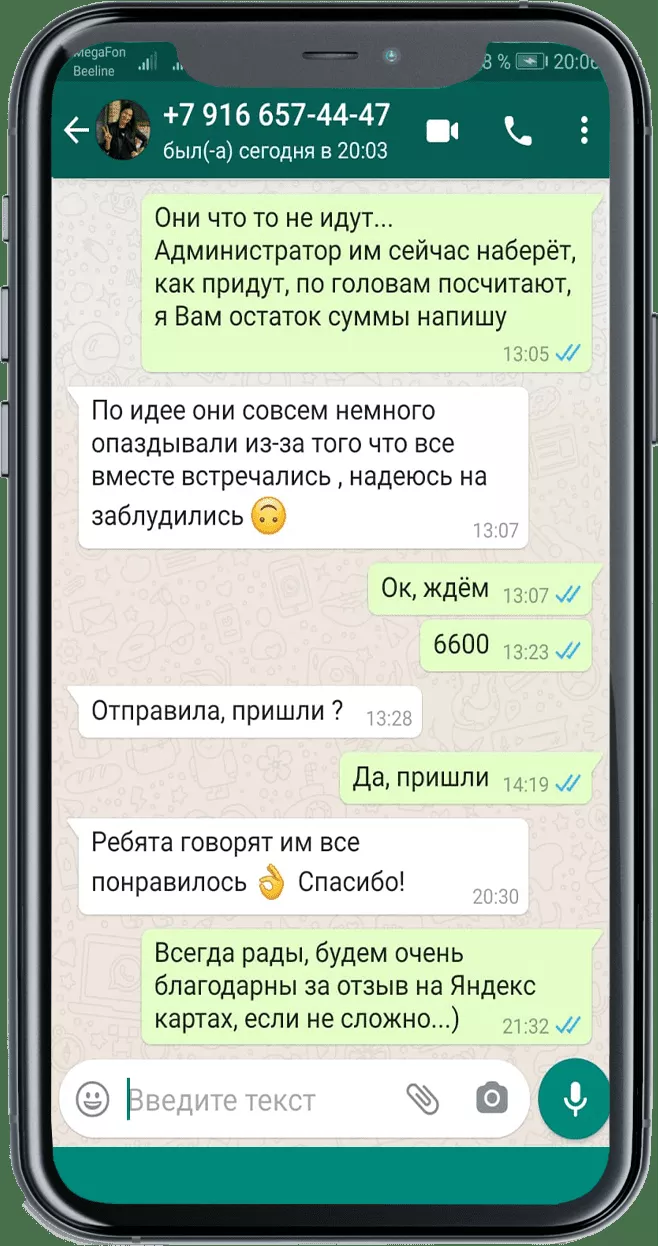 MegaFon
Beeline
8 % 20:06
+7 916 657-44-47
был(-а) сегодня в 20:03
Они что то не идут...
Администратор им сейчас наберёт,
как придут, по головам посчитают,
я Вам остаток суммы напишу
13:05
По идее они совсем немного
опаздывали из-за того что все
вместе встречались , надеюсь на
заблудились 🙃
13:07
Ок, ждём 13:07
6600 13:23
Отправила, пришли ? 13:28
Да, пришли 14:19
Ребята говорят им все
понравилось 👌 Спасибо!
20:30
Всегда рады, будем очень
благодарны за отзыв на Яндекс
картах, если не сложно...) 21:32
Введите текст